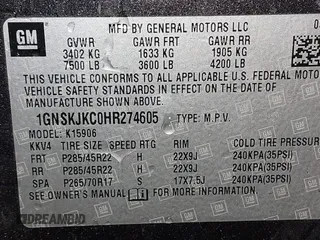 GM
MFD BY GENERAL MOTORS LLC
GVWR GAWR FRT GAWR RR
3402 KG 1633 KG 1905 KG
7500 LB 3600 LB 4200 LB
THIS VEHICLE CONFORMS TO ALL APPLICABLE U.S. FEDERAL MOTOR
VEHICLE SAFETY STANDARDS IN EFFECT ON THE DATE OF
MANUFACTURE SHOWN ABOVE.
1GNSKJKC0HR274605 TYPE: M.P.V.
MODEL: K15906
KKV4 TIRE SIZE SPEED RTG RIM COLD TIRE PRESSURE
FRT P285/45R22 H 22X9J 240KPA(35PSI)
RR P285/45R22 H 22X9J 240KPA(35PSI)
SPA P265/70R17 S 17X7.5J 240KPA(35PSI)
SEE OWNER'S MANUAL FOR MORE INFORMATION.
DREAMBID